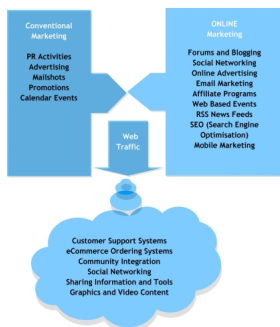 Conventional
Marketing
PR Activities
Advertising
Mailshots
Promotions
Calendar Events
ONLINE
Marketing
Forums and Blogging
Social Networking
Online Advertising
Email Marketing
Affiliate Programs
Web Based Events
RSS News Feeds
SEO (Search Engine
Optimisation)
Mobile Marketing
Web
Traffic
Customer Support Systems
eCommerce Ordering Systems
Community Integration
Social Networking
Sharing Information and Tools
Graphics and Video Content